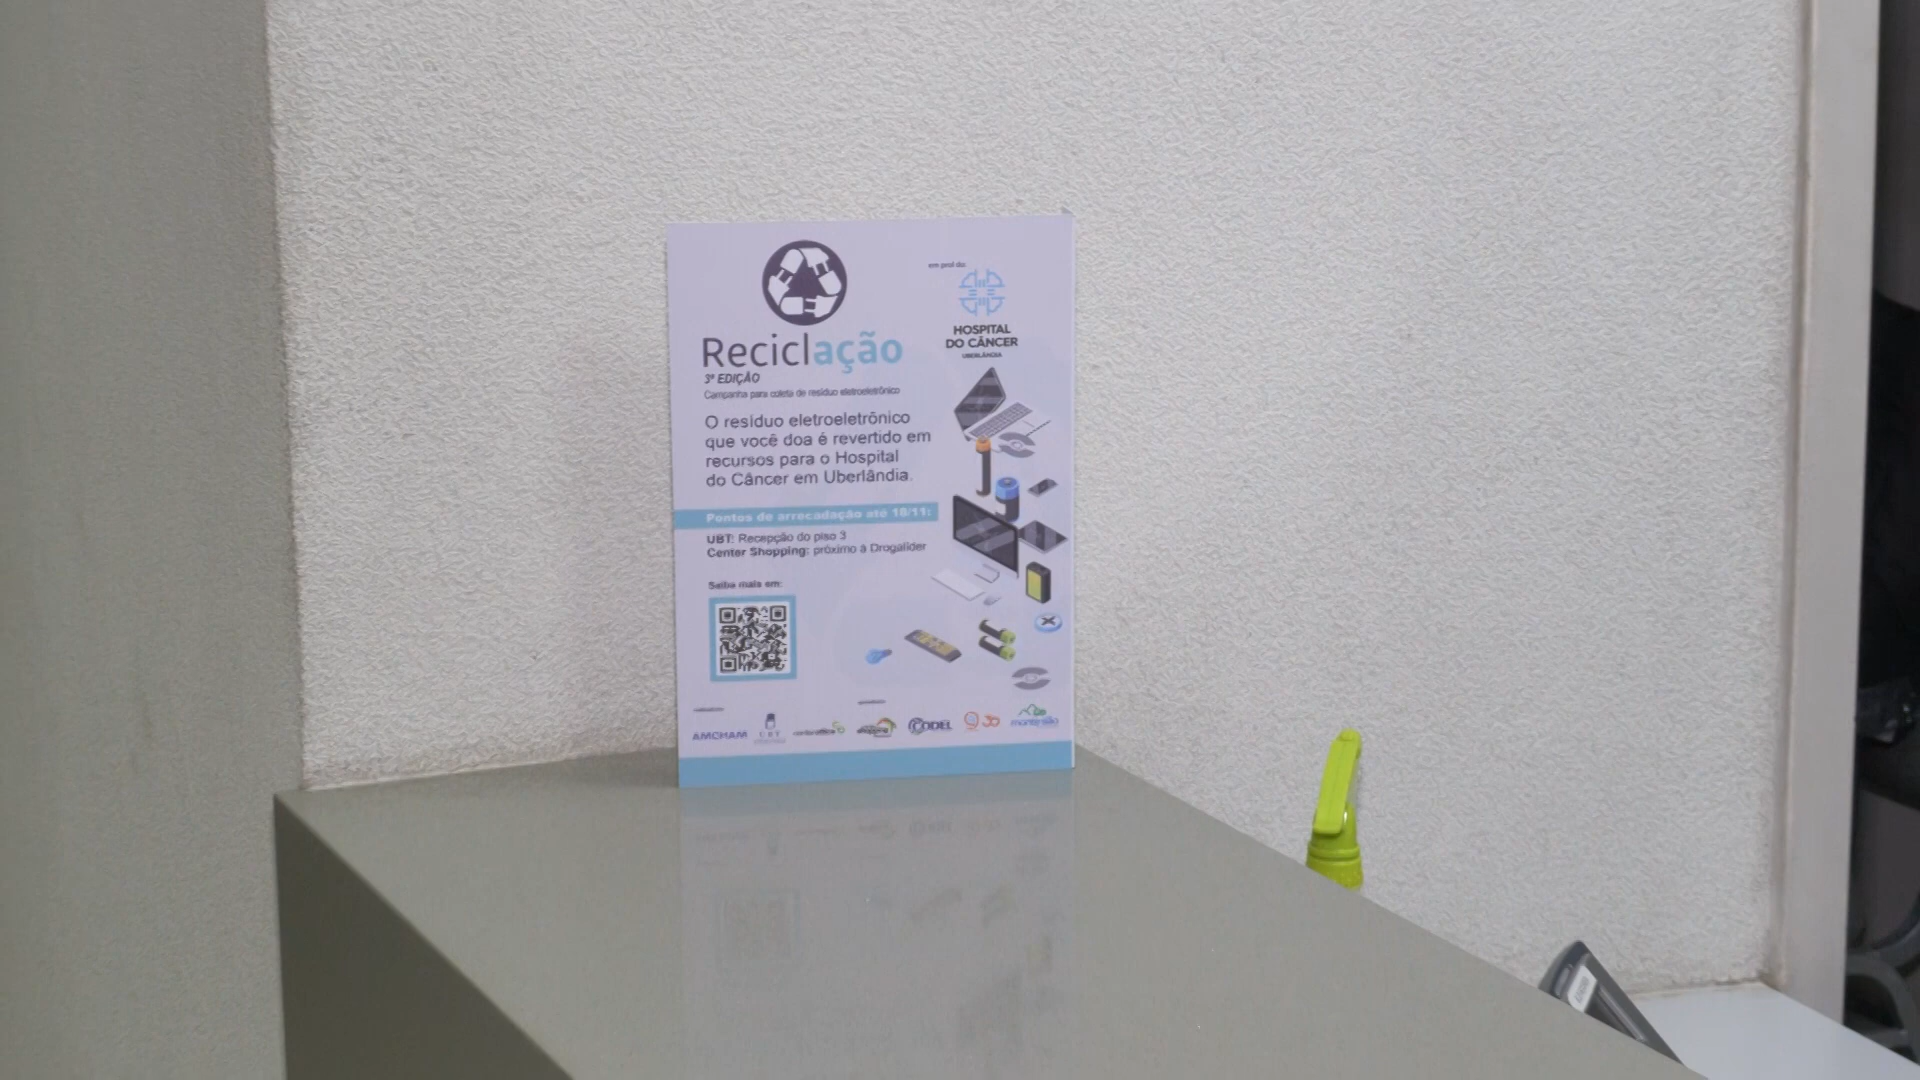 em prol do:
HOSPITAL
DO CÂNCER
UBERLÂNDIA
Reciclação
3ª EDIÇÃO
Campanha para coleta de resíduo eletroeletrônico
O resíduo eletroeletrônico
que você doa é revertido em
recursos para o Hospital
do Câncer em Uberlândia.
Pontos de arrecadação até 18/11:
UBT: Recepção do piso 3
Center Shopping: próximo à Drogalíder
Saiba mais em:
AMCHAM
UBT
shopping
CODEL